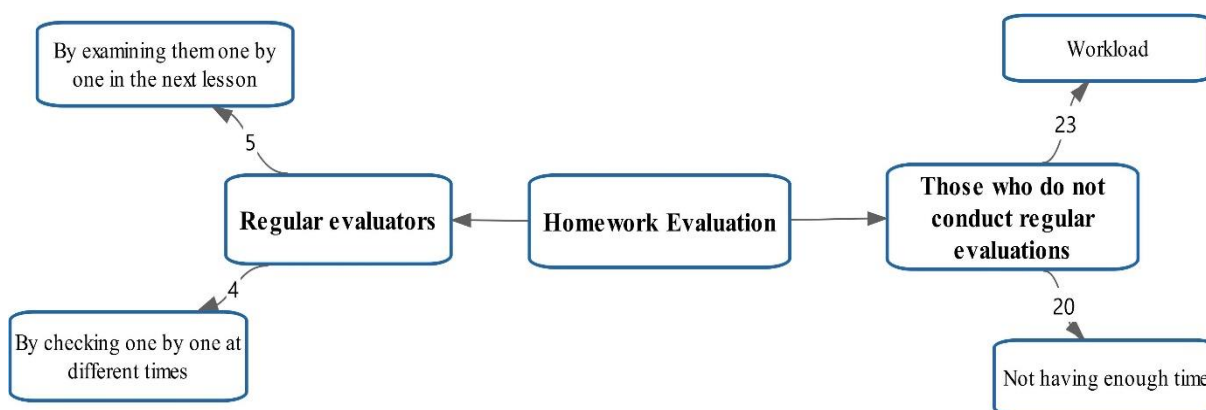 By examining them one by
one in the next lesson
Workload
5
23
Regular evaluators
Homework Evaluation
Those who do not
conduct regular
evaluations
4
20
By checking one by one at
different times
Not having enough time